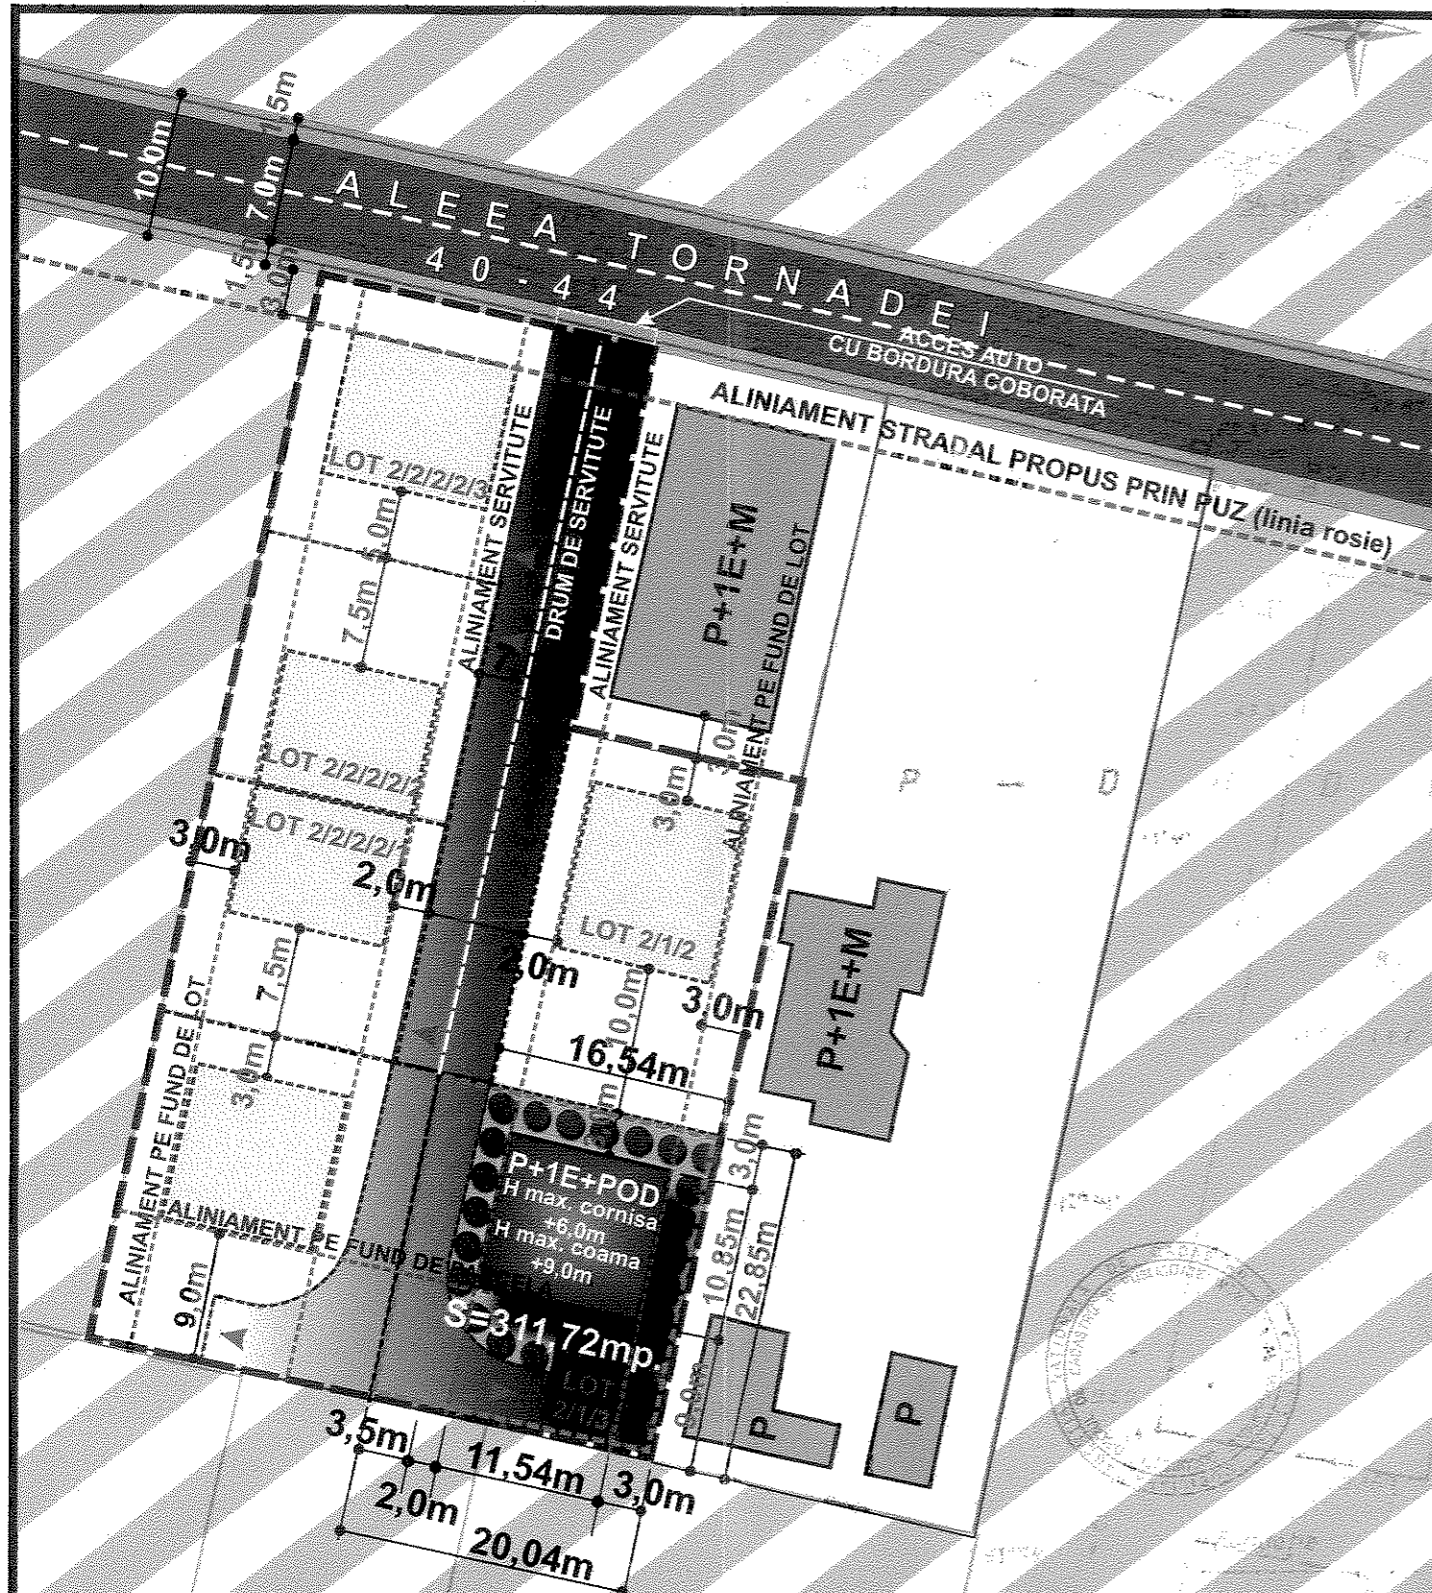 1,5m
10,0m
7,0m
1,5m
3,0m
ALEEA TORNADEI
40-44
ACCES AUTO
CU BORDURA COBORATA
ALINIAMENT STRADAL PROPUS PRIN PUZ (linia rosie)
LOT 2/2/2/2/3
ALINIAMENT SERVITUTE
DRUM DE SERVITUTE
ALINIAMENT SERVITUTE
P+1E+M
ALINIAMENT PE FUND DE LOT
5,0m
7,5m
LOT 2/2/2/2/2
LOT 2/2/2/2/1
3,0m
3,0m
P - D
3,0m
2,0m
LOT 2/1/2
2,0m
7,5m
10,0m
3,0m
P+1E+M
ALINIAMENT PE FUND DE LOT
16,54m
3,0m
3,0m
P+1E+POD
H max. cornisa
+6,0m
H max. coama
+9,0m
10,85m
22,85m
ALINIAMENT PE FUND DE
9,0m
S=311,72mp.
LOT
2/1/3
9,0m
P
P
3,5m
11,54m
3,0m
2,0m
20,04m